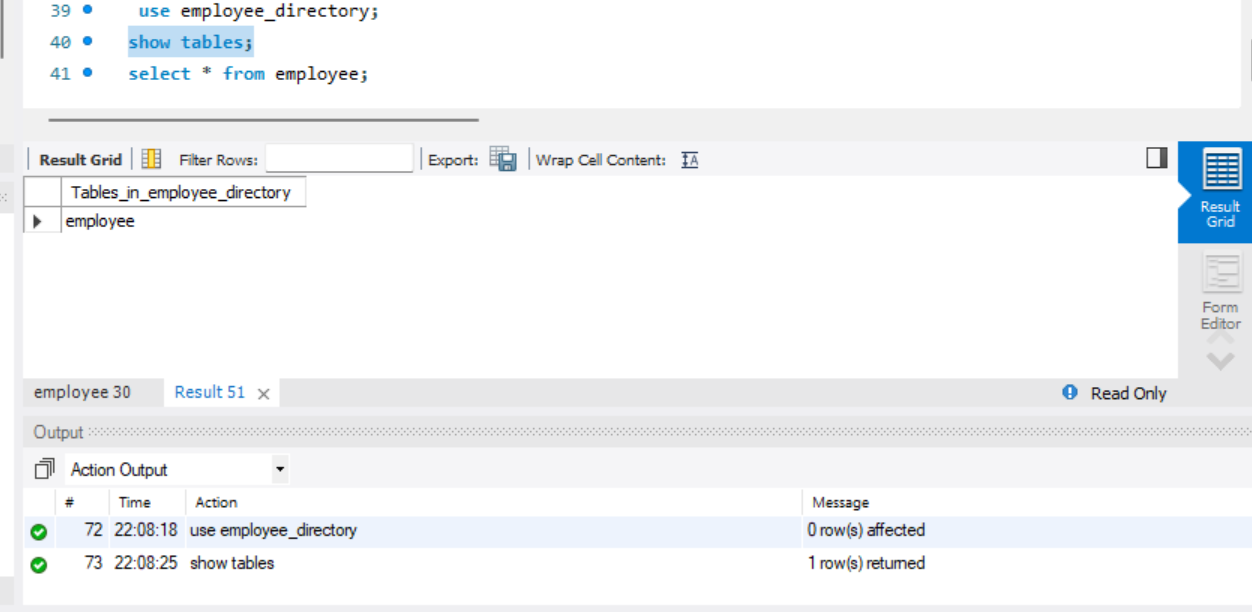 39 use employee_directory;
40 show tables;
41 select * from employee;
Result Grid Filter Rows: Export: Wrap Cell Content: IA
Tables_in_employee_directory
employee
Result Grid
Form Editor
employee 30 Result 51 Read Only
Output
Action Output
# Time Action Message
72 22:08:18 use employee_directory 0 row(s) affected
73 22:08:25 show tables 1 row(s) returned